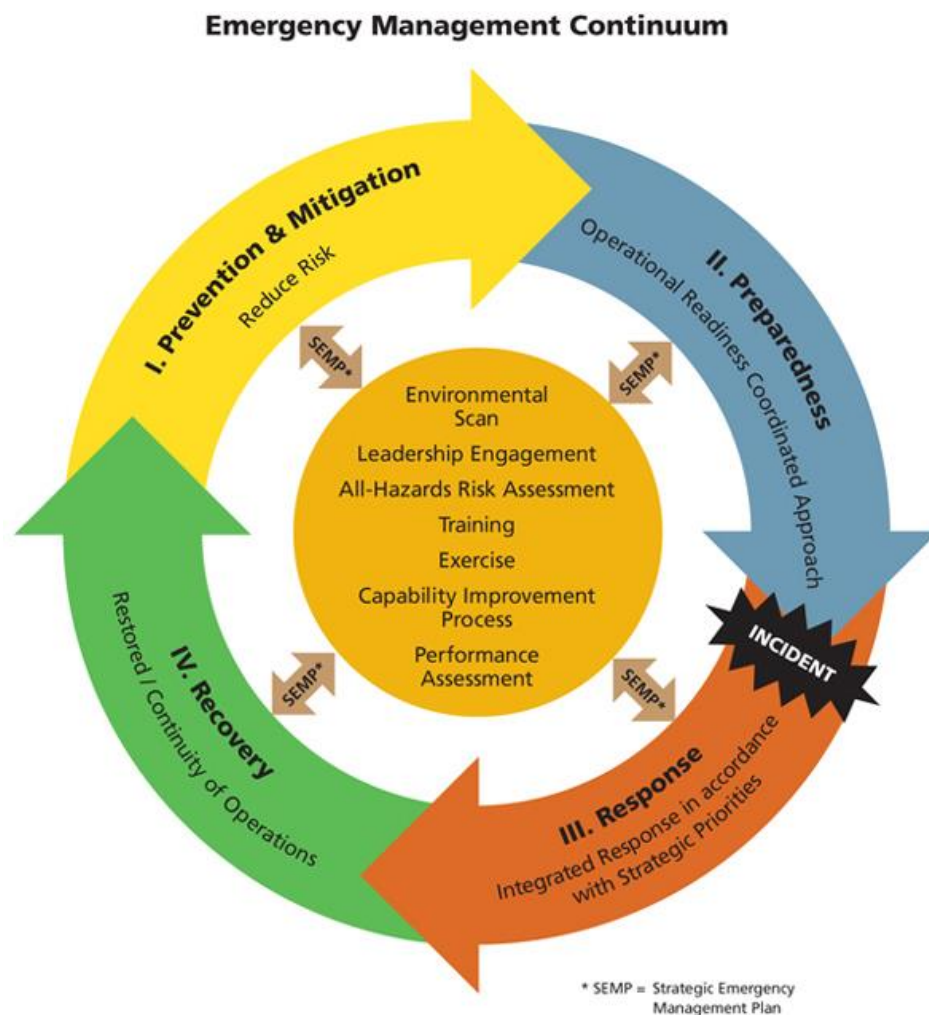 Emergency Management Continuum
I. Prevention & Mitigation
Reduce Risk
II. Preparedness
Operational Readiness Coordinated Approach
INCIDENT
III. Response
Integrated Response in accordance
with Strategic Priorities
IV. Recovery
Restored / Continuity of Operations
SEMP*
SEMP*
SEMP*
SEMP*
Environmental
Scan
Leadership Engagement
All-Hazards Risk Assessment
Training
Exercise
Capability Improvement
Process
Performance
Assessment
* SEMP = Strategic Emergency
Management Plan